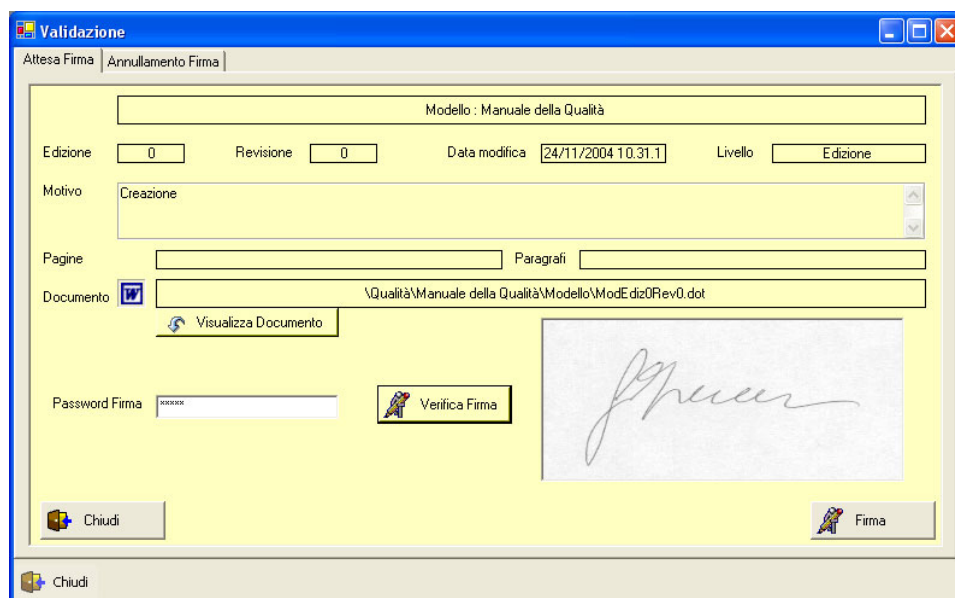 Validazione
Attesa Firma Annullamento Firma
Modello : Manuale della Qualità
Edizione 0 Revisione 0 Data modifica 24/11/2004 10.31.1 Livello Edizione
Motivo Creazione
Pagine Paragrafi
Documento \Qualità\Manuale della Qualità\Modello\ModEdiz0Rev0.dot
Visualizza Documento
Password Firma ***** Verifica Firma
Chiudi Firma
Chiudi